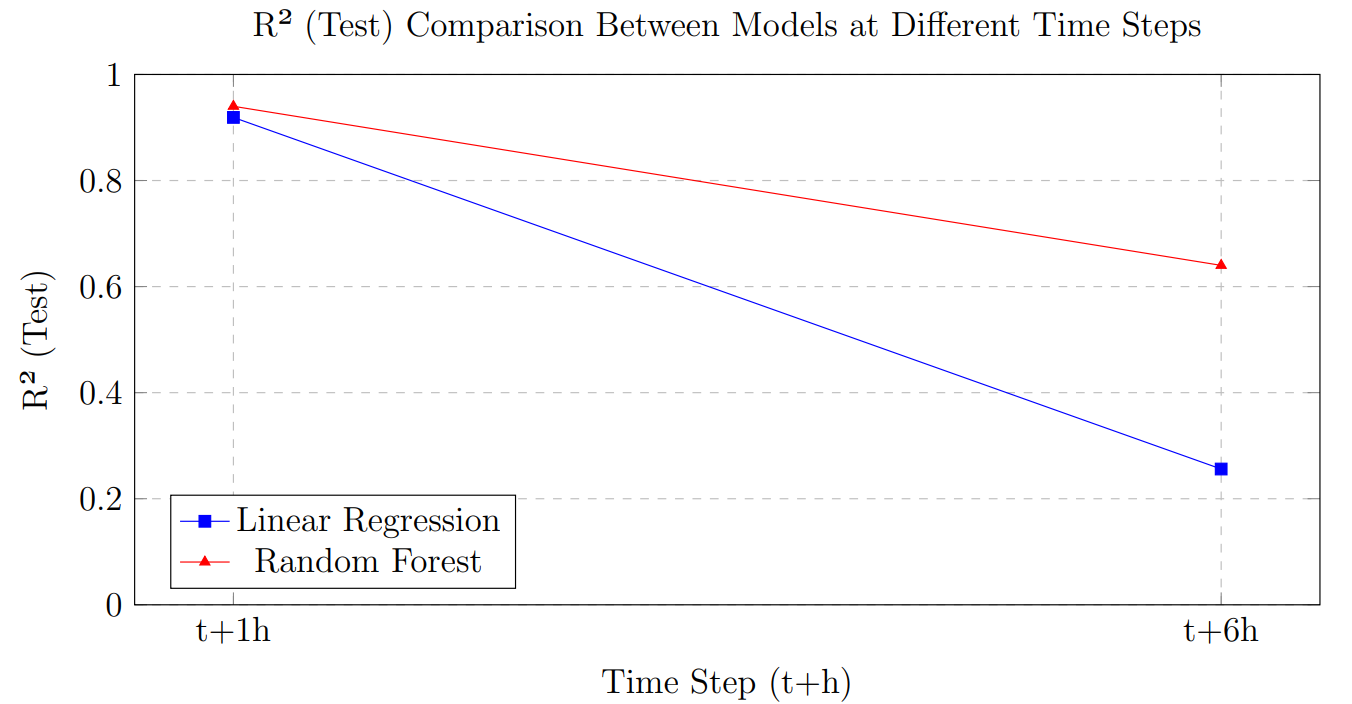 R² (Test) Comparison Between Models at Different Time Steps
1
0.8
0.6
0.4
0.2
0
R² (Test)
Linear Regression
Random Forest
t+1h
t+6h
Time Step (t+h)